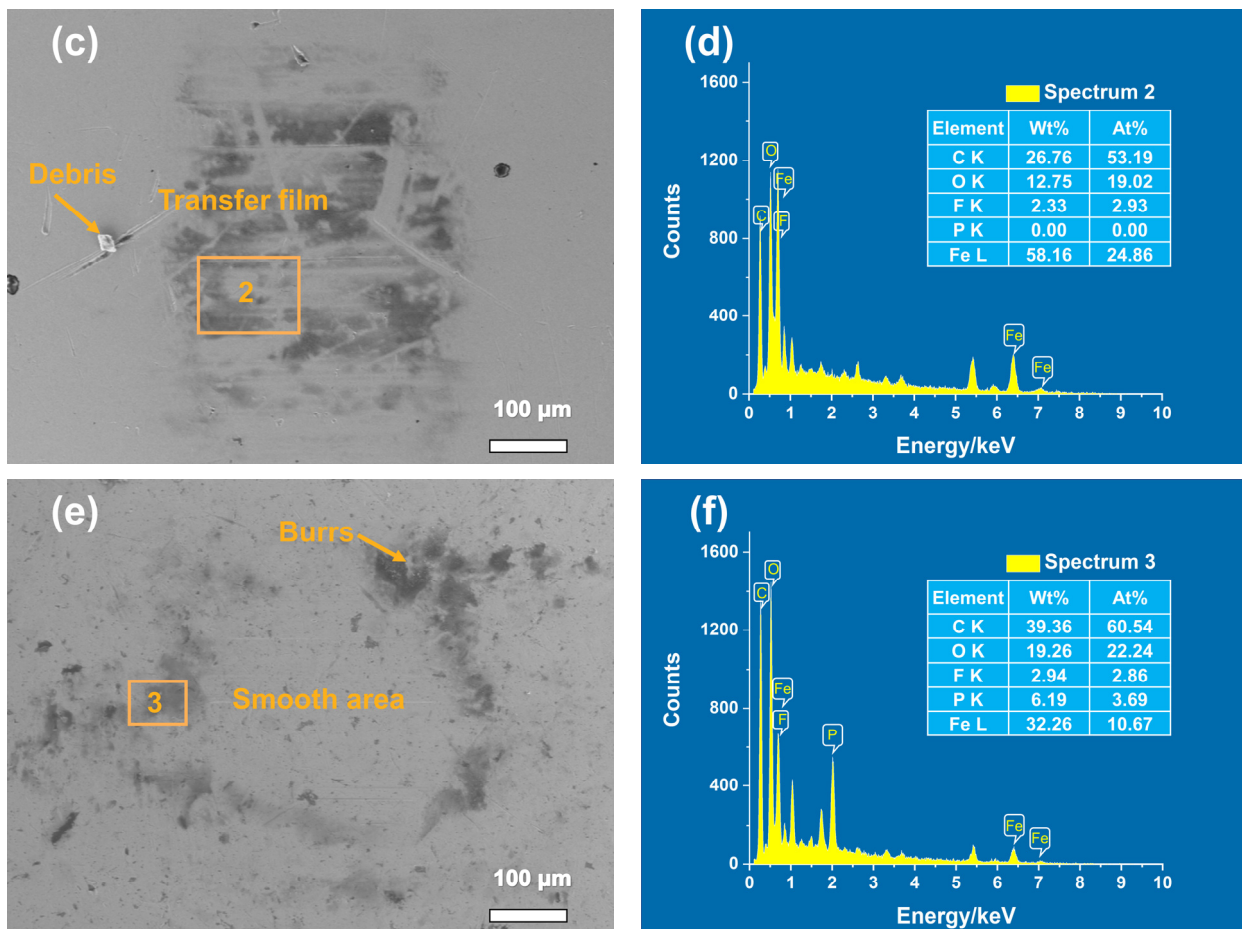 (c)
Debris
Transfer film
2
100 µm
(d)
Spectrum 2
Element Wt% At%
C K 26.76 53.19
O K 12.75 19.02
F K 2.33 2.93
P K 0.00 0.00
Fe L 58.16 24.86
1600
1200
800
400
0
Counts
C
O
Fe
F
Fe
Fe
0 1 2 3 4 5 6 7 8 9 10
Energy/keV
(e)
Burrs
3
Smooth area
100 µm
(f)
Spectrum 3
Element Wt% At%
C K 39.36 60.54
O K 19.26 22.24
F K 2.94 2.86
P K 6.19 3.69
Fe L 32.26 10.67
1600
1200
800
400
0
Counts
C
O
Fe
F
P
Fe
Fe
0 1 2 3 4 5 6 7 8 9 10
Energy/keV